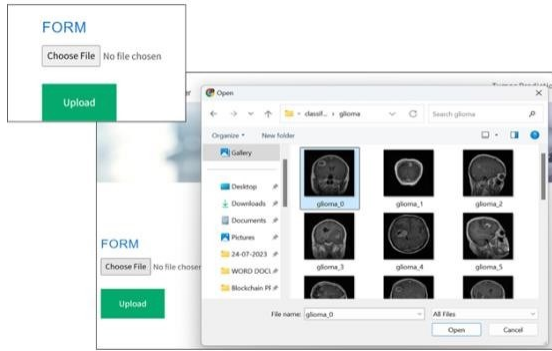 FORM
Choose File No file chosen
Upload
Open
classif... › glioma
Search glioma
Organize
New folder
Gallery
Desktop
Downloads
Documents
Pictures
24-07-2023
WORD DOCU
Blockchain PF
glioma_0
glioma_1
glioma_2
glioma_3
glioma_4
glioma_5
File name: glioma_0
All Files
Open
Cancel
FORM
Choose File No file chosen
Upload